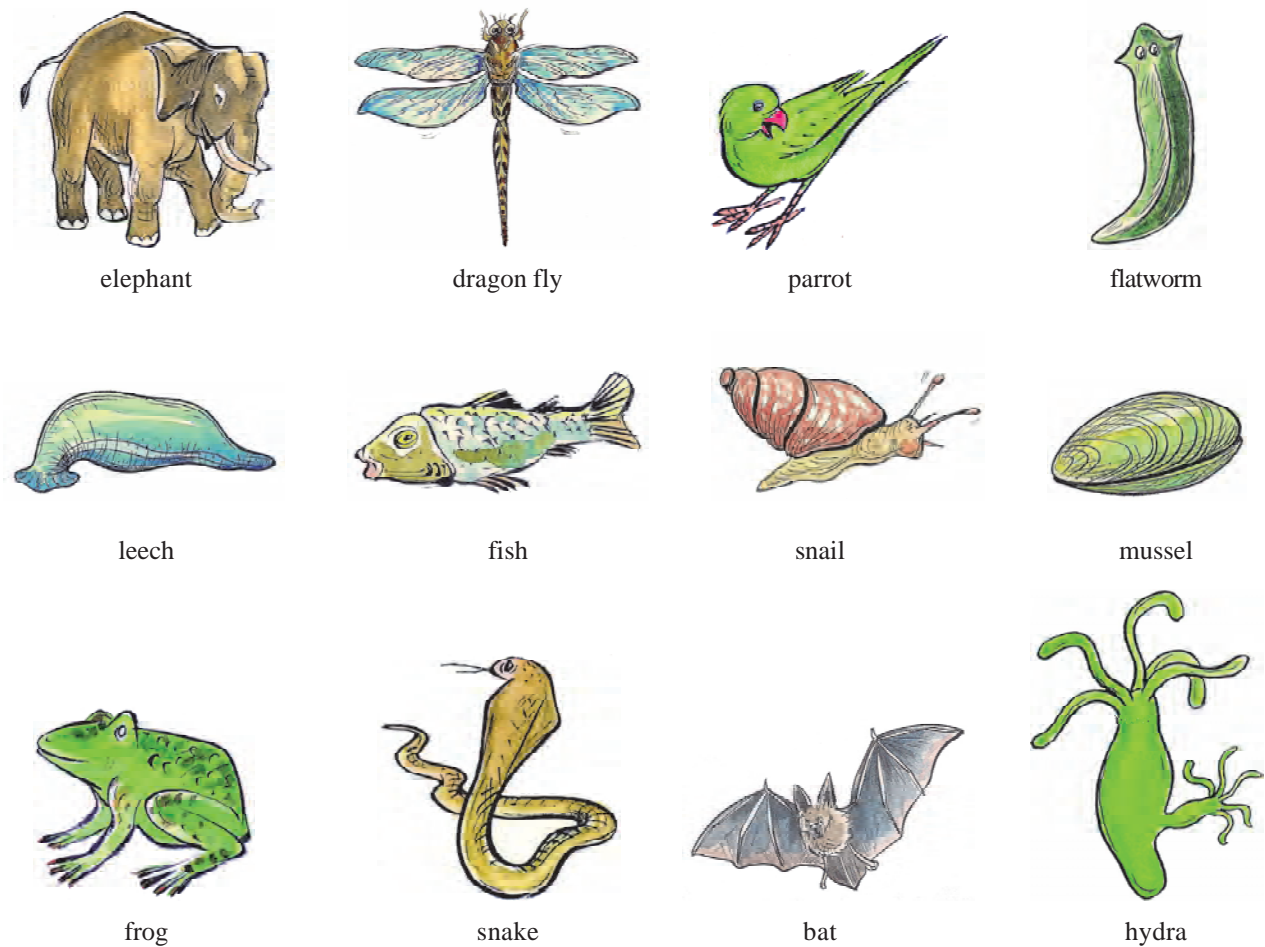 elephant
dragon fly
parrot
flatworm
leech
fish
snail
mussel
frog
snake
bat
hydra